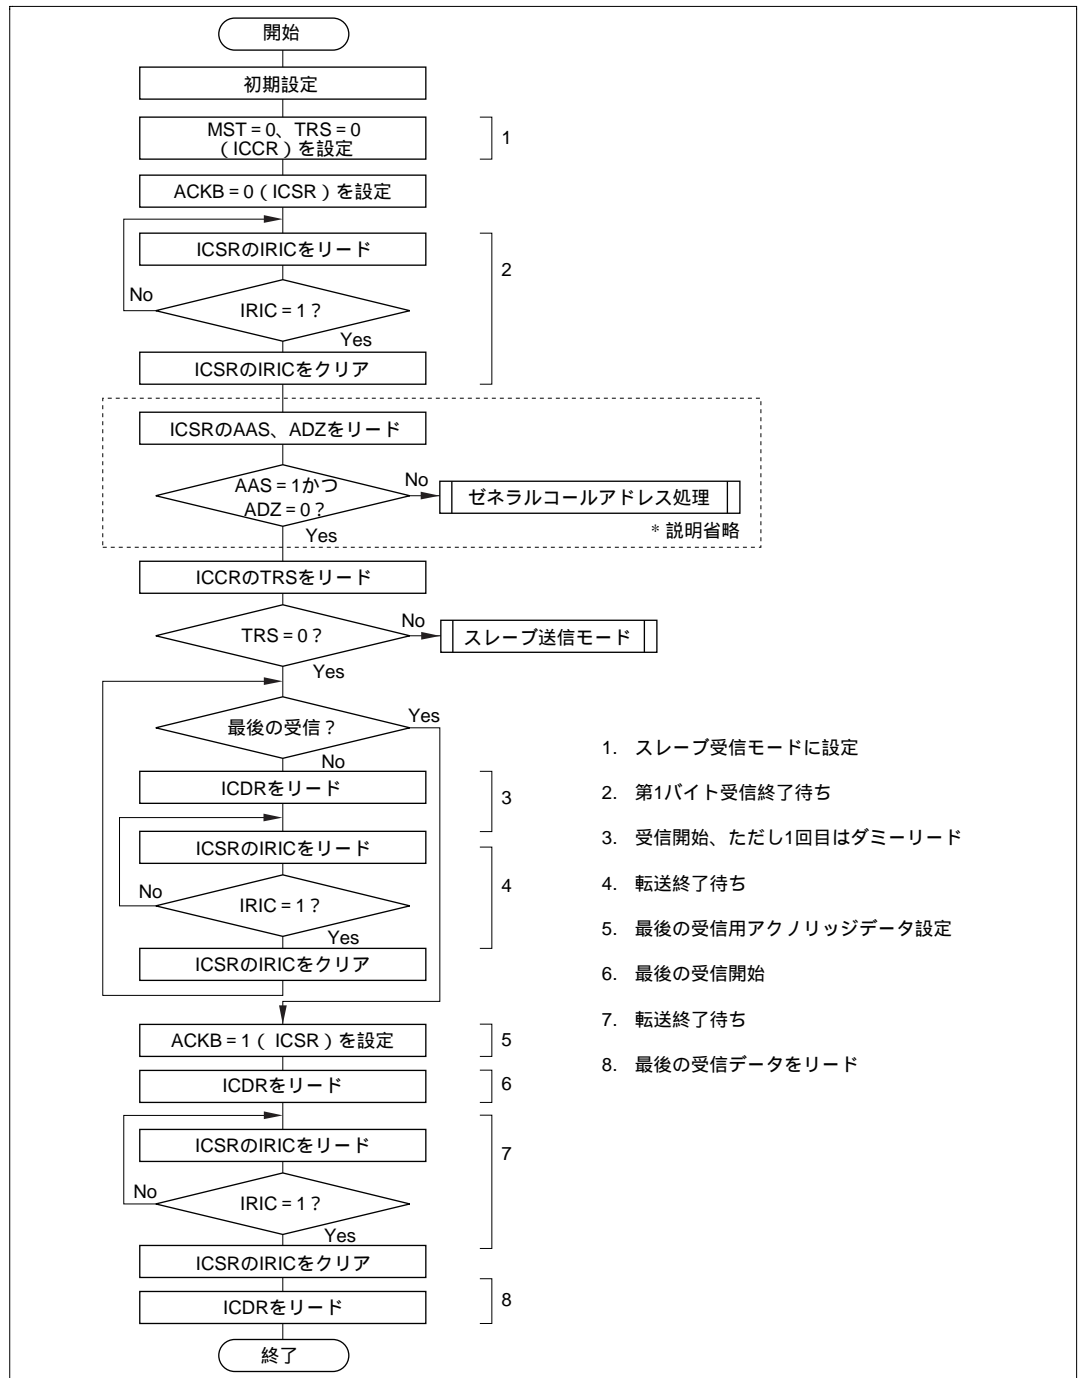 開始
初期設定
MST = 0、TRS = 0
（ICCR）を設定
1
ACKB = 0（ICSR）を設定
ICSRのIRICをリード
2
No
IRIC = 1？
Yes
ICSRのIRICをクリア
ICSRのAAS、ADZをリード
AAS = 1かつ
ADZ = 0？
No
ゼネラルコールアドレス処理
* 説明省略
Yes
ICCRのTRSをリード
TRS = 0？
No
スレーブ送信モード
Yes
最後の受信？
Yes
No
ICDRをリード
3
ICSRのIRICをリード
4
No
IRIC = 1？
Yes
ICSRのIRICをクリア
ACKB = 1（ ICSR）を設定
5
ICDRをリード
6
ICSRのIRICをリード
7
No
IRIC = 1？
Yes
ICSRのIRICをクリア
ICDRをリード
8
終了
1. スレーブ受信モードに設定
2. 第1バイト受信終了待ち
3. 受信開始、ただし1回目はダミーリード
4. 転送終了待ち
5. 最後の受信用アクノリッジデータ設定
6. 最後の受信開始
7. 転送終了待ち
8. 最後の受信データをリード